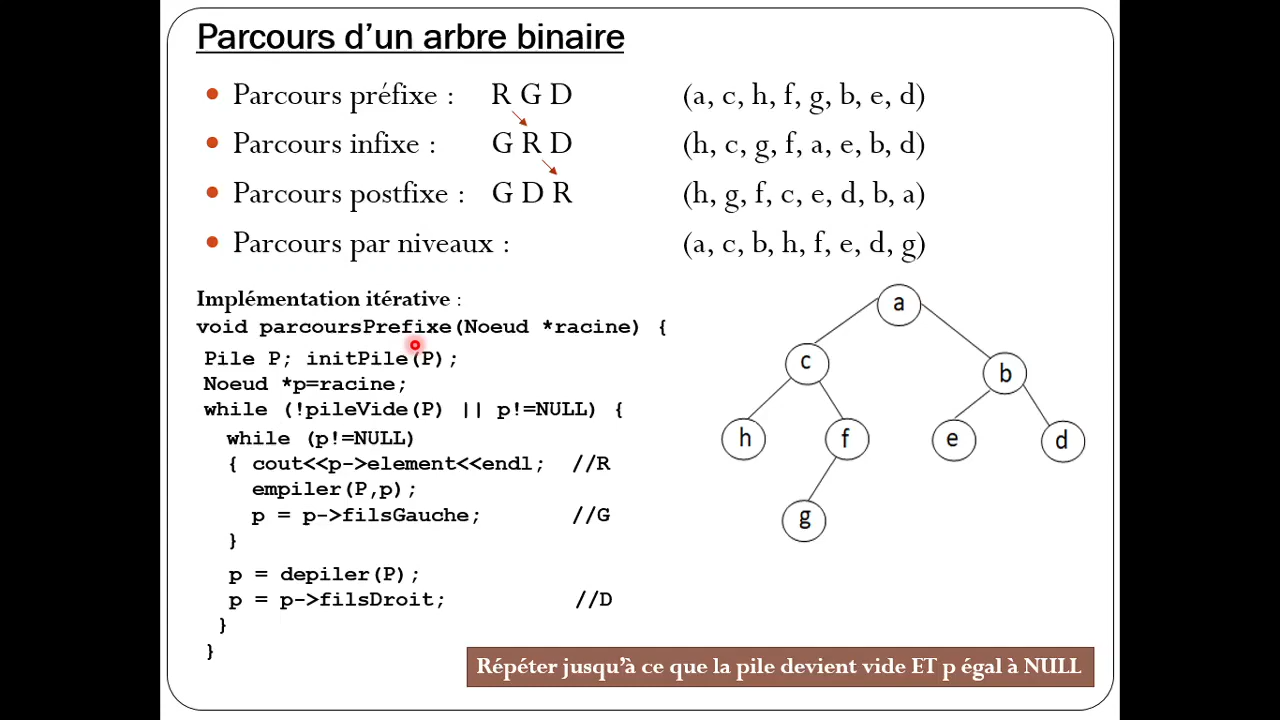 Parcours d’un arbre binaire
• Parcours préfixe : R G D (a, c, h, f, g, b, e, d)
• Parcours infixe : G R D (h, c, g, f, a, e, b, d)
• Parcours postfixe : G D R (h, g, f, c, e, d, b, a)
• Parcours par niveaux : (a, c, b, h, f, e, d, g)
Implémentation itérative :
void parcoursPrefixe(Noeud *racine) {
Pile P; initPile(P);
Noeud *p=racine;
while (!pileVide(P) || p!=NULL) {
while (p!=NULL)
{ cout<<p->element<<endl; //R
empiler(P,p);
p = p->filsGauche; //G
}
p = depiler(P);
p = p->filsDroit; //D
}
}
a
c
b
h
f
e
d
g
Répéter jusqu’à ce que la pile devient vide ET p égal à NULL